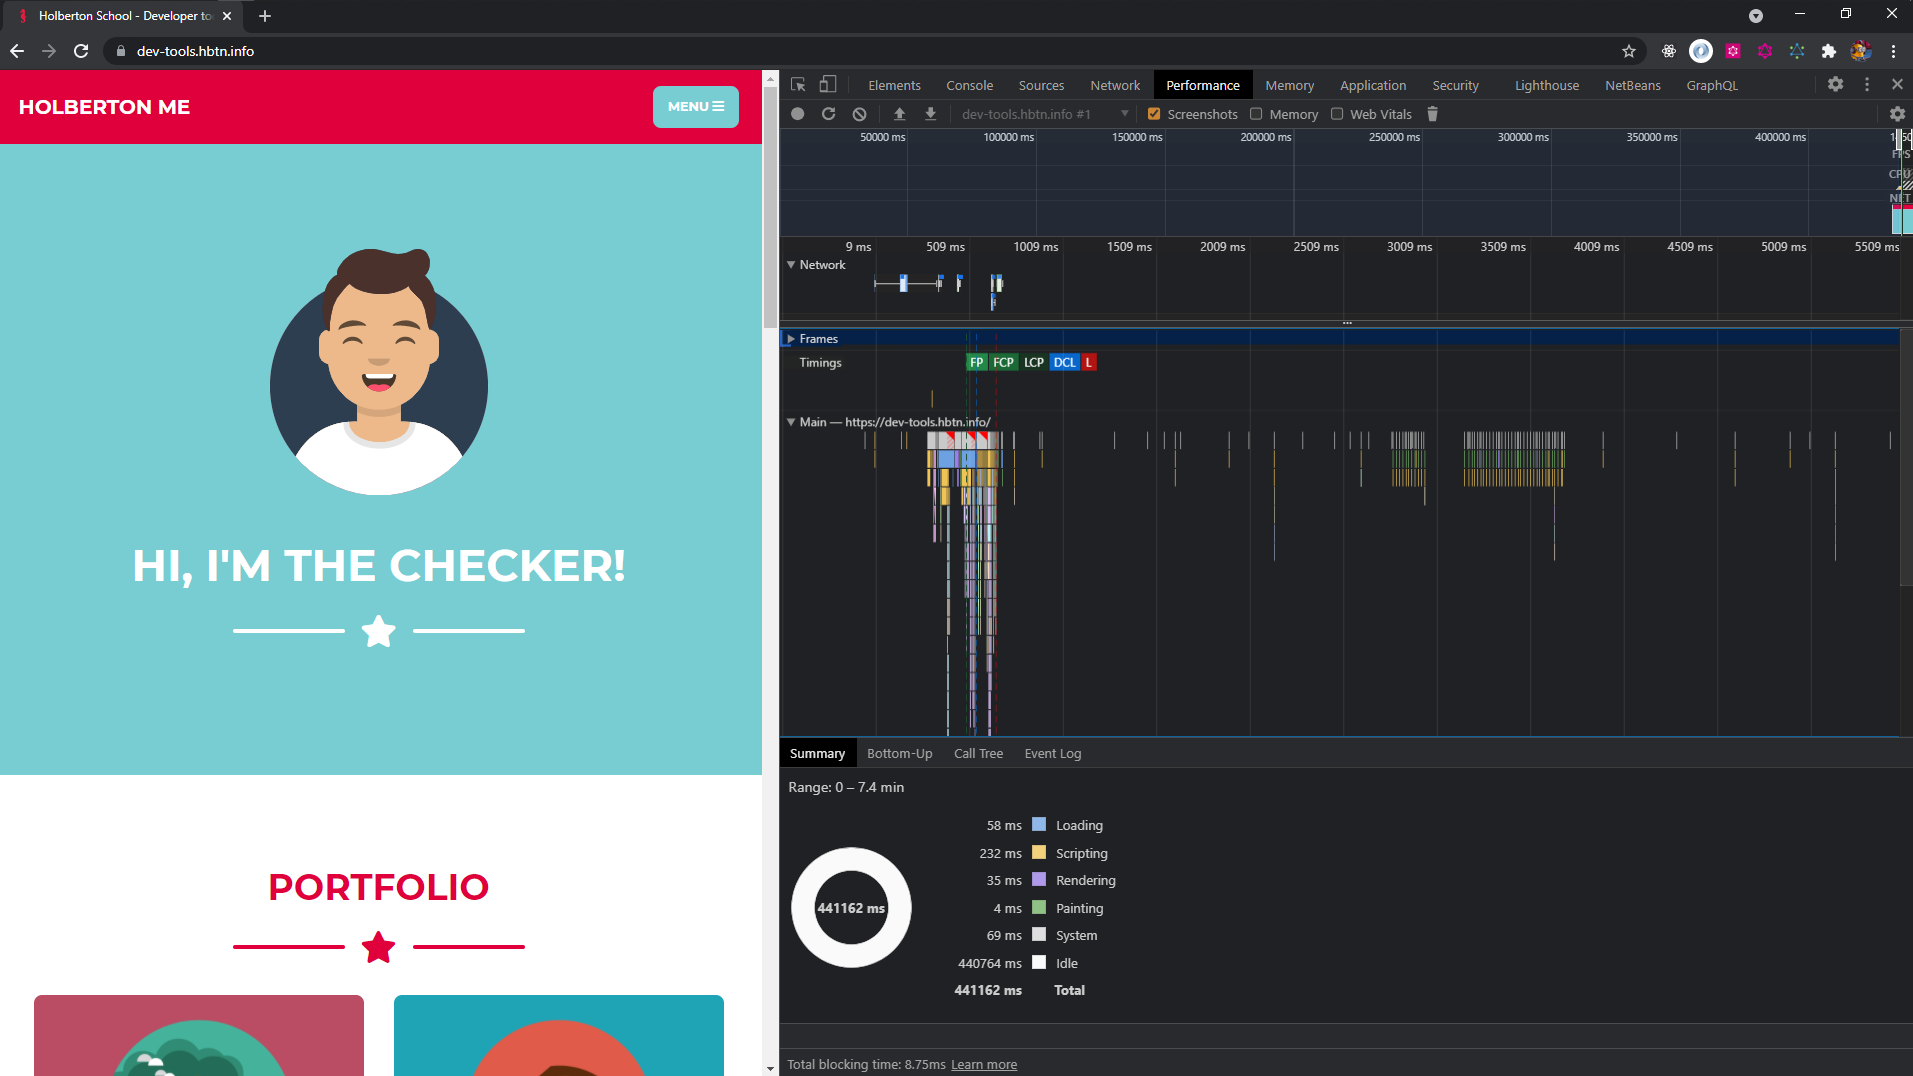 Holberton School - Developer to
dev-tools.hbtn.info
HOLBERTON ME
MENU
HI, I'M THE CHECKER!
PORTFOLIO
Elements Console Sources Network Performance Memory Application Security Lighthouse NetBeans GraphQL
dev-tools.hbtn.info #1 Screenshots Memory Web Vitals
50000 ms 100000 ms 150000 ms 200000 ms 250000 ms 300000 ms 350000 ms 400000 ms
FPS
CPU
NET
9 ms 509 ms 1009 ms 1509 ms 2009 ms 2509 ms 3009 ms 3509 ms 4009 ms 4509 ms 5009 ms 5509 ms
Network
Frames
Timings FP FCP LCP DCL L
Main — https://dev-tools.hbtn.info/
Summary Bottom-Up Call Tree Event Log
Range: 0 – 7.4 min
441162 ms
58 ms Loading
232 ms Scripting
35 ms Rendering
4 ms Painting
69 ms System
440764 ms Idle
441162 ms Total
Total blocking time: 8.75ms Learn more